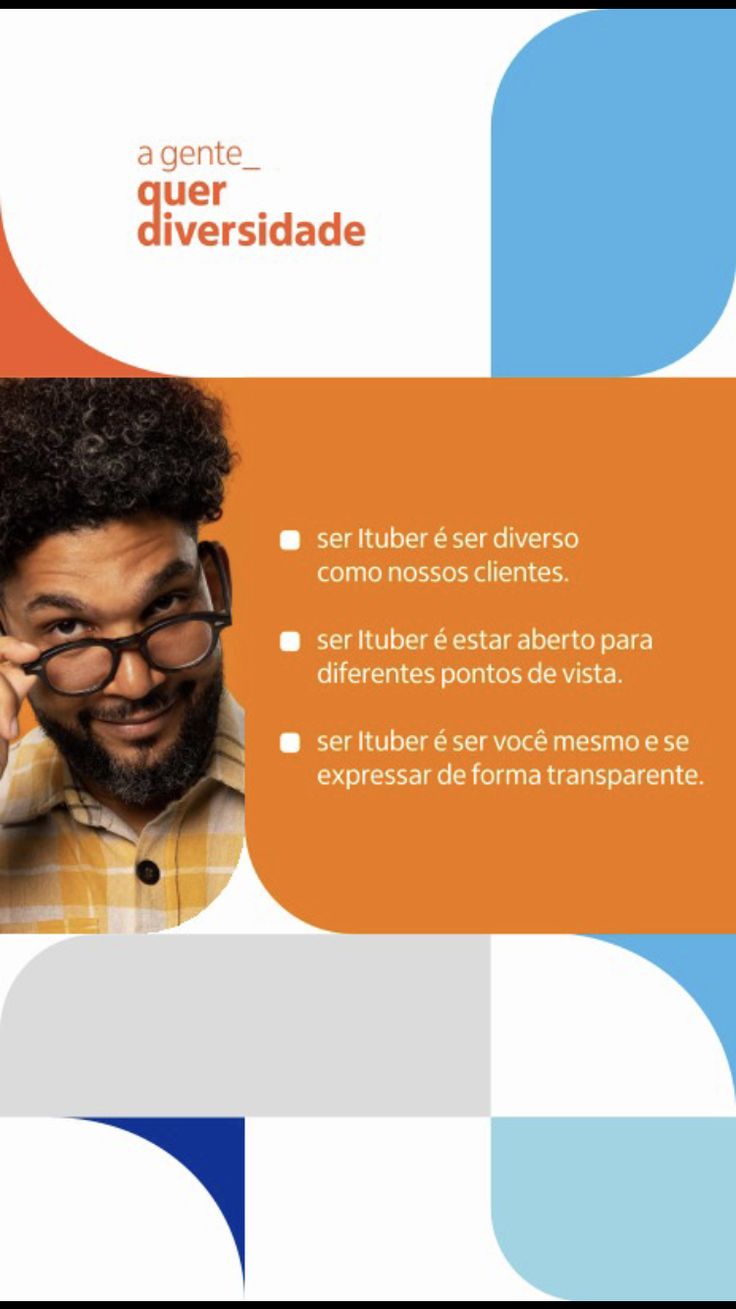 a gente_
quer
diversidade
ser Ituber é ser diverso
como nossos clientes.
ser Ituber é estar aberto para
diferentes pontos de vista.
ser Ituber é ser você mesmo e se
expressar de forma transparente.